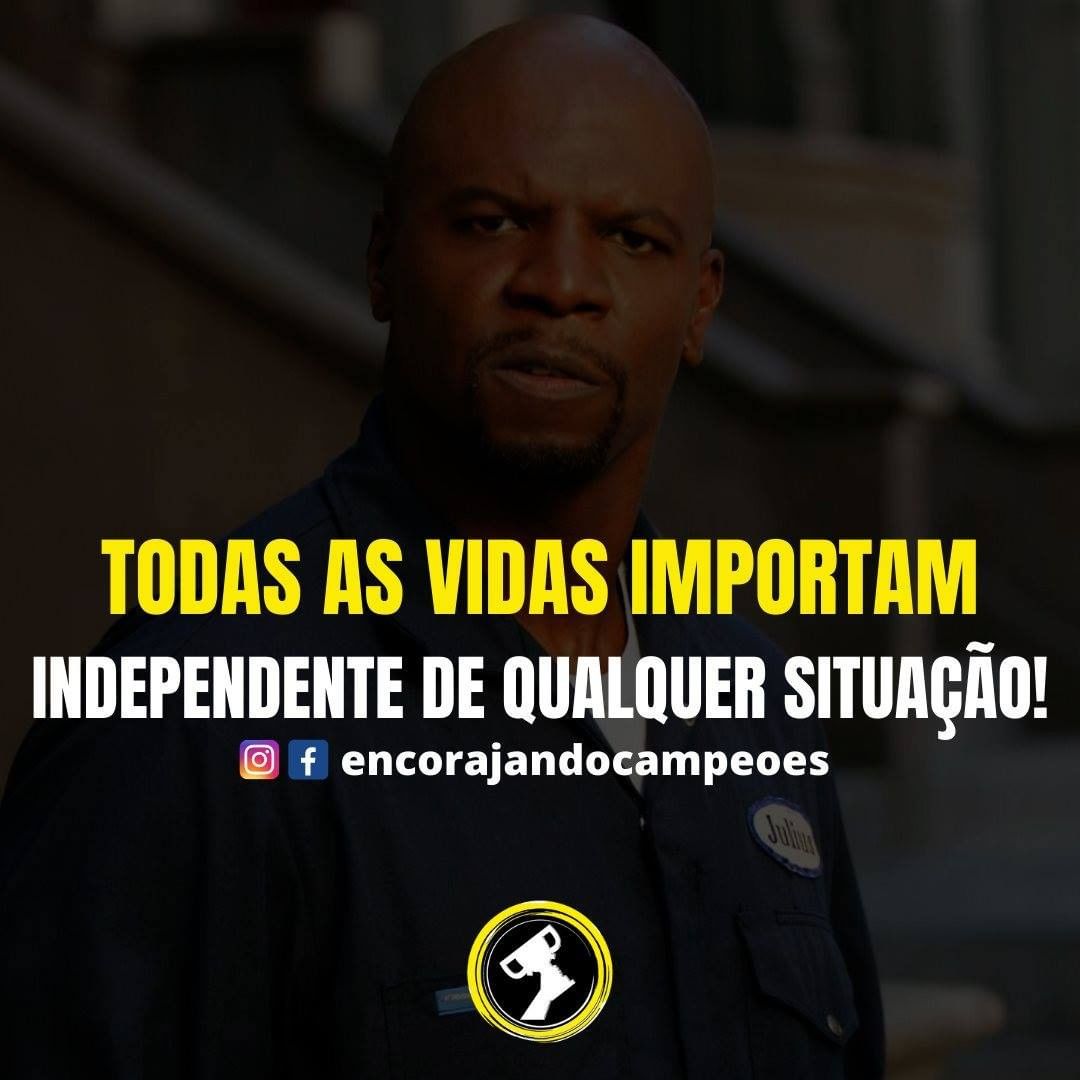 TODAS AS VIDAS IMPORTAM
INDEPENDENTE DE QUALQUER SITUAÇÃO!
encorajandocampeoes
Julius